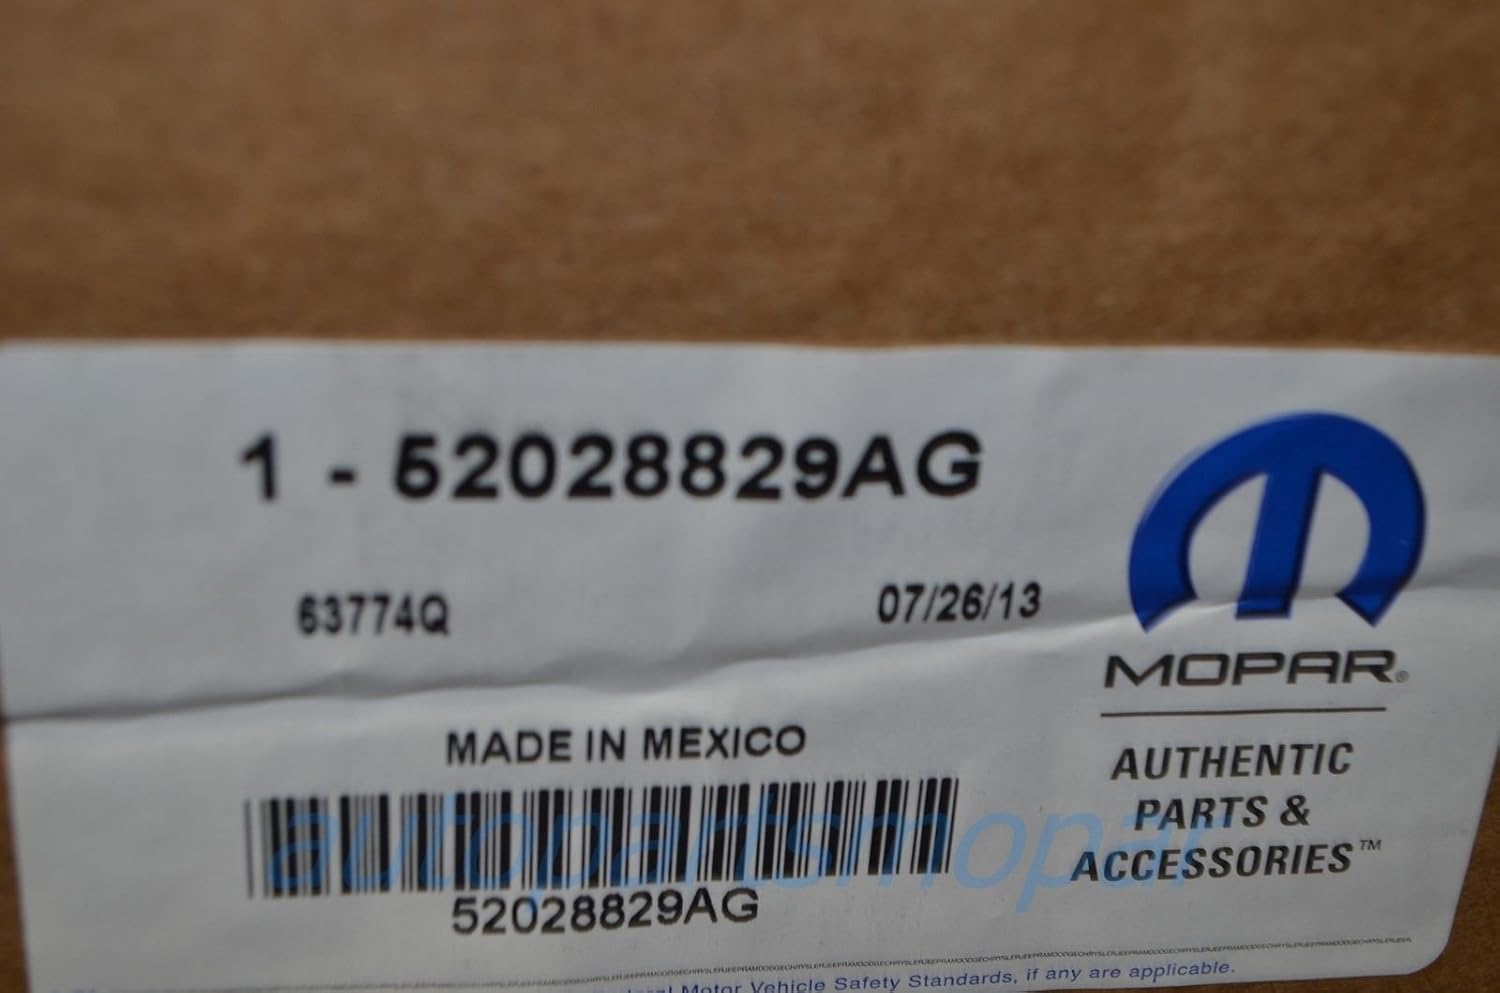 1 - 52028829AG
63774Q
07/26/13
MOPAR®
MADE IN MEXICO
AUTHENTIC
PARTS &
ACCESSORIES™
autopartsmopar
52028829AG
Motor Vehicle Safety Standards, if any are applicable.